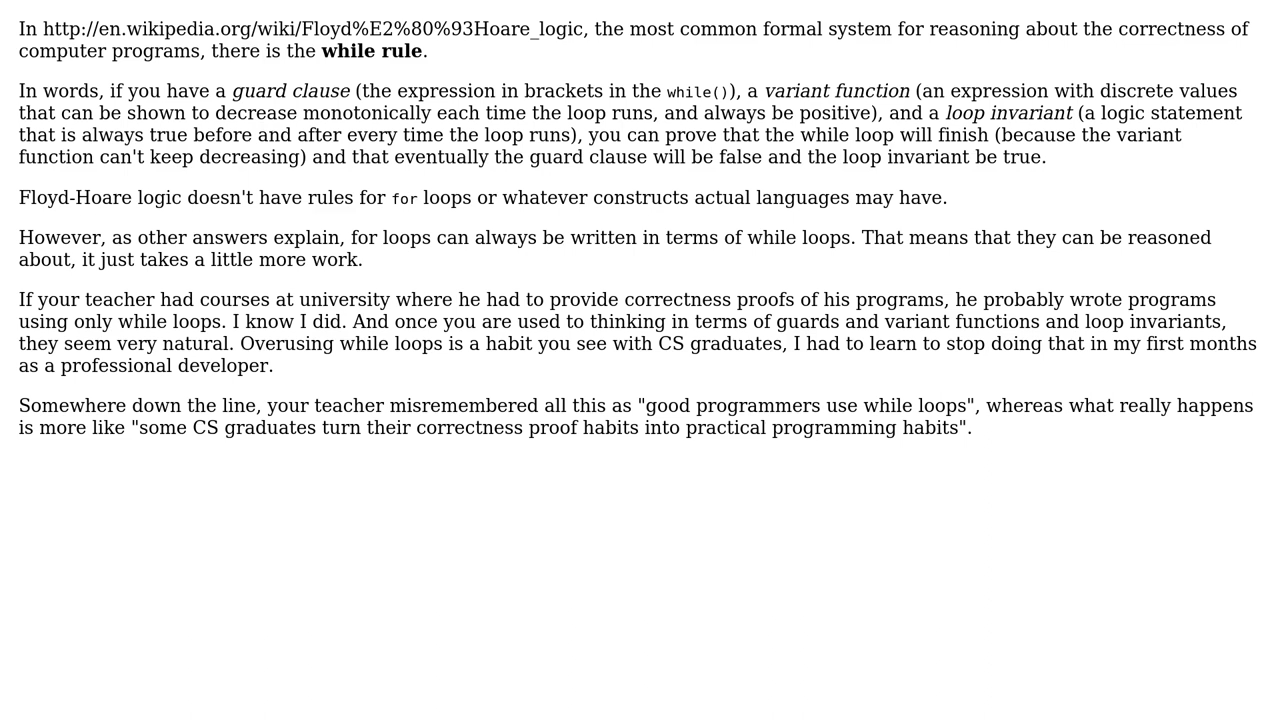 In http://en.wikipedia.org/wiki/Floyd%E2%80%93Hoare_logic, the most common formal system for reasoning about the correctness of
computer programs, there is the while rule.
In words, if you have a guard clause (the expression in brackets in the while()), a variant function (an expression with discrete values
that can be shown to decrease monotonically each time the loop runs, and always be positive), and a loop invariant (a logic statement
that is always true before and after every time the loop runs), you can prove that the while loop will finish (because the variant
function can't keep decreasing) and that eventually the guard clause will be false and the loop invariant be true.
Floyd-Hoare logic doesn't have rules for for loops or whatever constructs actual languages may have.
However, as other answers explain, for loops can always be written in terms of while loops. That means that they can be reasoned
about, it just takes a little more work.
If your teacher had courses at university where he had to provide correctness proofs of his programs, he probably wrote programs
using only while loops. I know I did. And once you are used to thinking in terms of guards and variant functions and loop invariants,
they seem very natural. Overusing while loops is a habit you see with CS graduates, I had to learn to stop doing that in my first months
as a professional developer.
Somewhere down the line, your teacher misremembered all this as "good programmers use while loops", whereas what really happens
is more like "some CS graduates turn their correctness proof habits into practical programming habits".